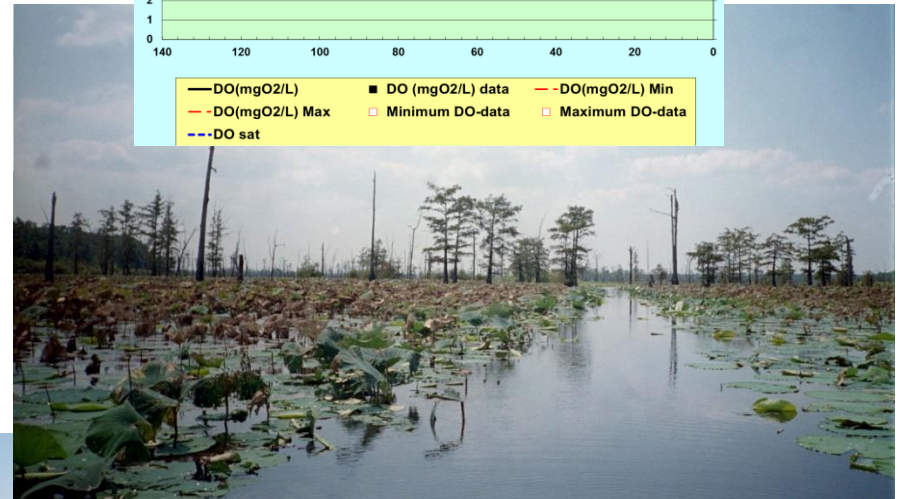 2
1
0
140 120 100 80 60 40 20 0
DO(mgO2/L) DO (mgO2/L) data DO(mgO2/L) Min
DO(mgO2/L) Max Minimum DO-data Maximum DO-data
DO sat